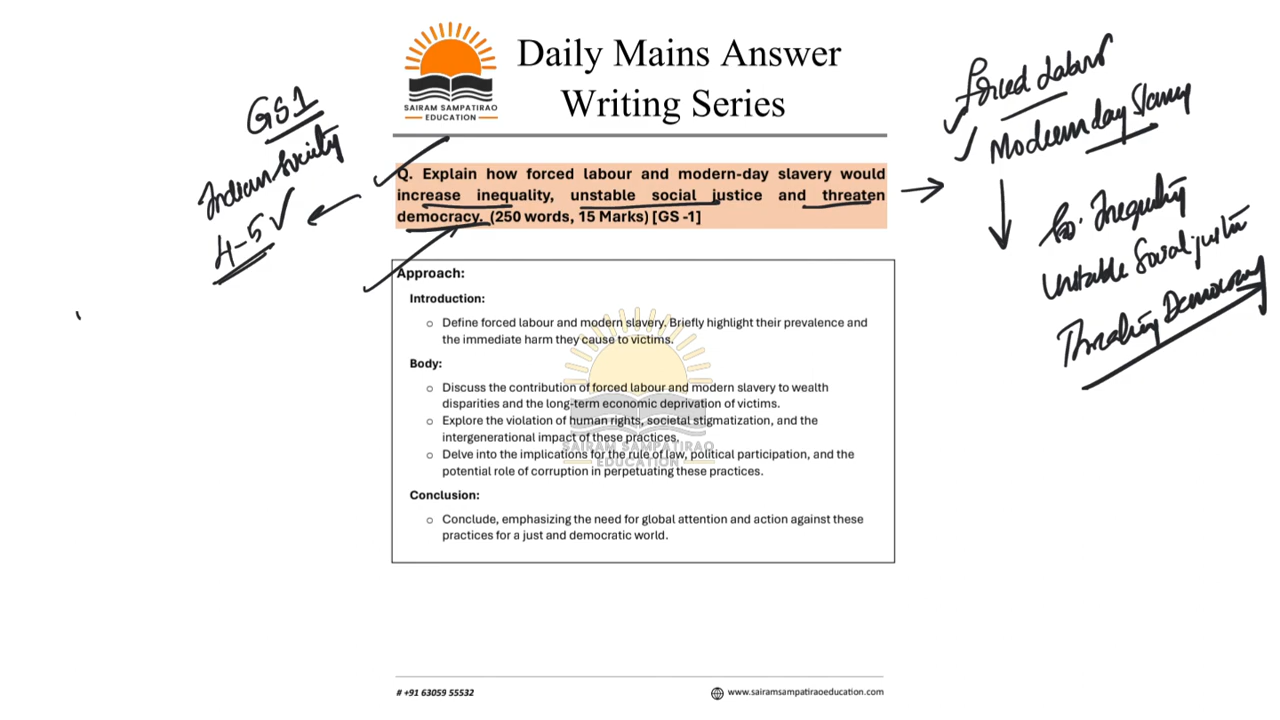 SAIRAM SAMPATIRAO
EDUCATION
Daily Mains Answer
Writing Series
GS1
Indian Society
4-5 ✓
Q. Explain how forced labour and modern-day slavery would
increase inequality, unstable social justice and threaten
democracy. (250 words, 15 Marks) [GS -1]
Forced Labour
Modern day Slavery
Inequality
Unstable Social justice
Democracy
Approach:
Introduction:
○ Define forced labour and modern slavery. Briefly highlight their prevalence and
the immediate harm they cause to victims.
Body:
○ Discuss the contribution of forced labour and modern slavery to wealth
disparities and the long-term economic deprivation of victims.
○ Explore the violation of human rights, societal stigmatization, and the
intergenerational impact of these practices.
○ Delve into the implications for the rule of law, political participation, and the
potential role of corruption in perpetuating these practices.
SAIRAM SAMPATIRAO
EDUCATION
Conclusion:
○ Conclude, emphasizing the need for global attention and action against these
practices for a just and democratic world.
# +91 63059 55532
www.sairamsampatiraoeducation.com